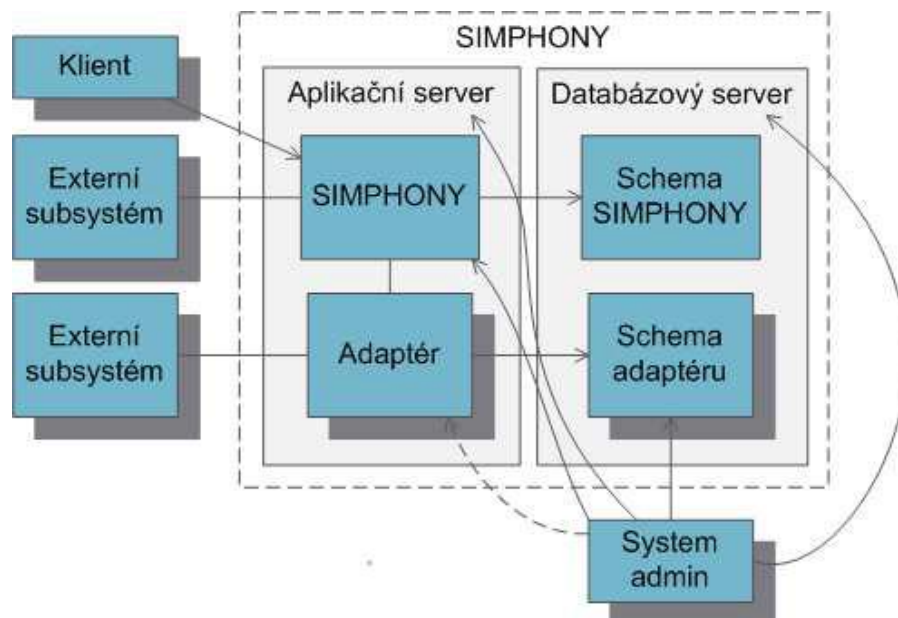 SIMPHONY
Klient
Aplikační server
Databázový server
Externí
subsystém
SIMPHONY
Schema
SIMPHONY
Externí
subsystém
Adaptér
Schema
adaptéru
System
admin